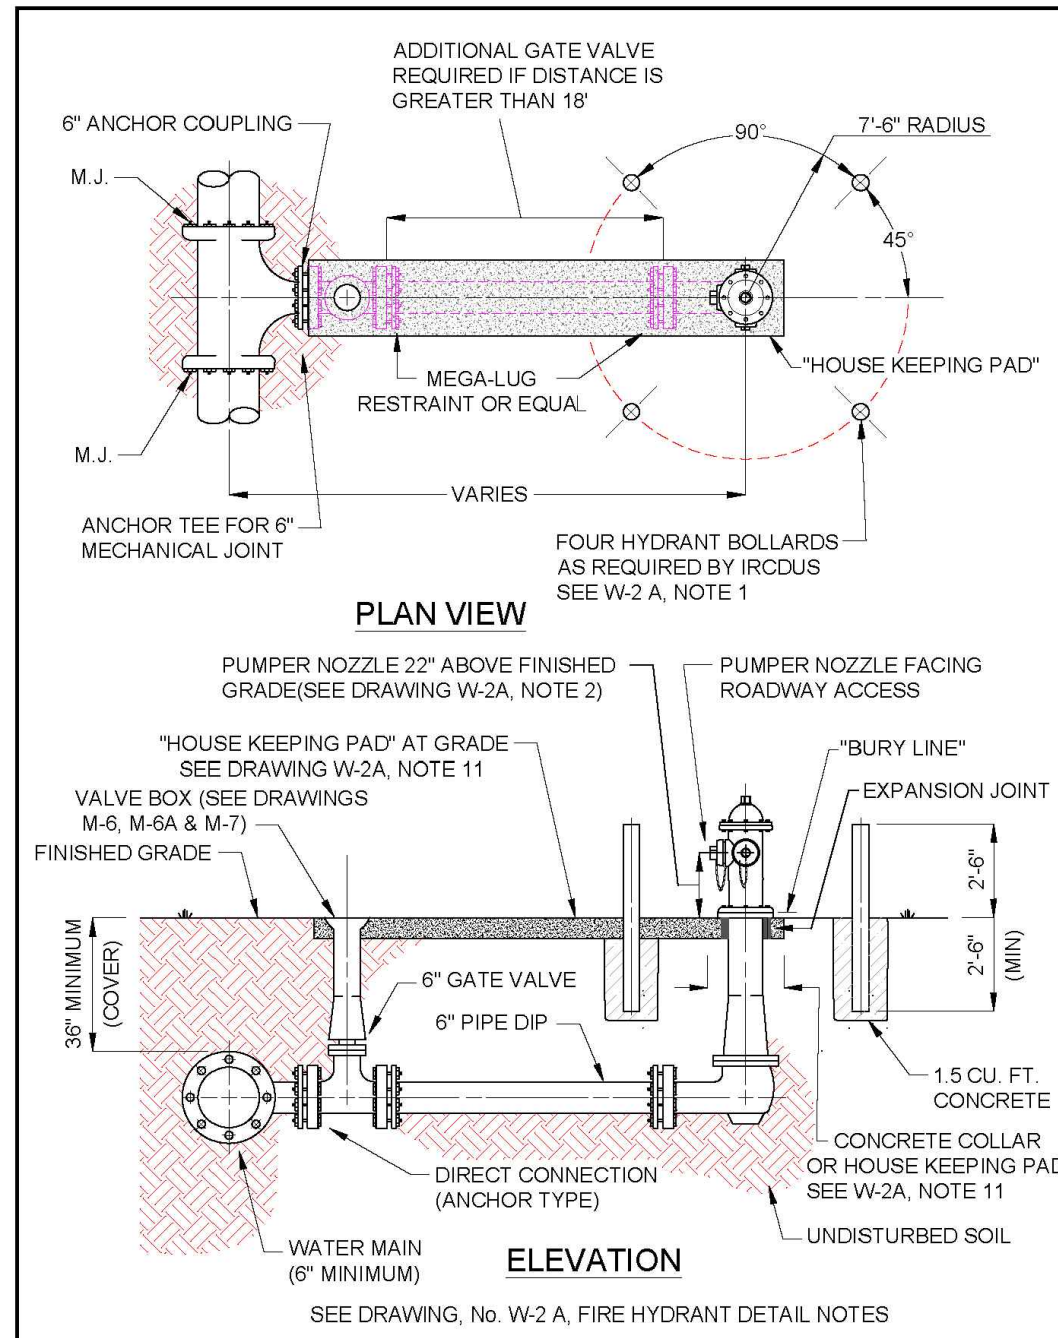 ADDITIONAL GATE VALVE
REQUIRED IF DISTANCE IS
GREATER THAN 18'
6" ANCHOR COUPLING
90°
7'-6" RADIUS
M.J.
45°
"HOUSE KEEPING PAD"
MEGA-LUG
RESTRAINT OR EQUAL
M.J.
VARIES
ANCHOR TEE FOR 6"
MECHANICAL JOINT
FOUR HYDRANT BOLLARDS
AS REQUIRED BY IRCDUS
SEE W-2 A, NOTE 1
PLAN VIEW
PUMPER NOZZLE 22" ABOVE FINISHED
GRADE(SEE DRAWING W-2A, NOTE 2)
PUMPER NOZZLE FACING
ROADWAY ACCESS
"HOUSE KEEPING PAD" AT GRADE
SEE DRAWING W-2A, NOTE 11
"BURY LINE"
EXPANSION JOINT
VALVE BOX (SEE DRAWINGS
M-6, M-6A & M-7)
FINISHED GRADE
2'-6"
2'-6"
(MIN)
36" MINIMUM
(COVER)
6" GATE VALVE
6" PIPE DIP
1.5 CU. FT.
CONCRETE
CONCRETE COLLAR
OR HOUSE KEEPING PAD
SEE W-2A, NOTE 11
DIRECT CONNECTION
(ANCHOR TYPE)
UNDISTURBED SOIL
WATER MAIN
(6" MINIMUM)
ELEVATION
SEE DRAWING, No. W-2 A, FIRE HYDRANT DETAIL NOTES